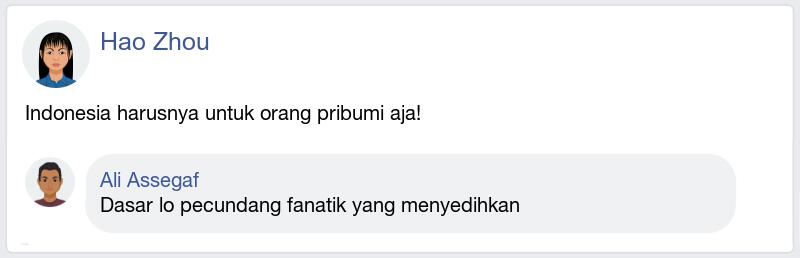 Hao Zhou
Indonesia harusnya untuk orang pribumi aja!
Ali Assegaf
Dasar lo pecundang fanatik yang menyedihkan